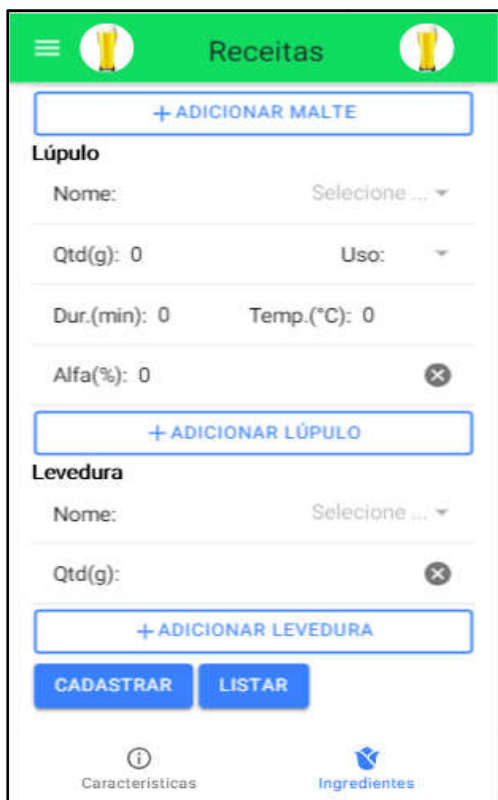 Receitas
+ ADICIONAR MALTE
Lúpulo
Nome: Selecione ...
Qtd(g): 0 Uso:
Dur.(min): 0 Temp.(°C): 0
Alfa(%): 0
+ ADICIONAR LÚPULO
Levedura
Nome: Selecione ...
Qtd(g):
+ ADICIONAR LEVEDURA
CADASTRAR LISTAR
Caracteristicas Ingredientes